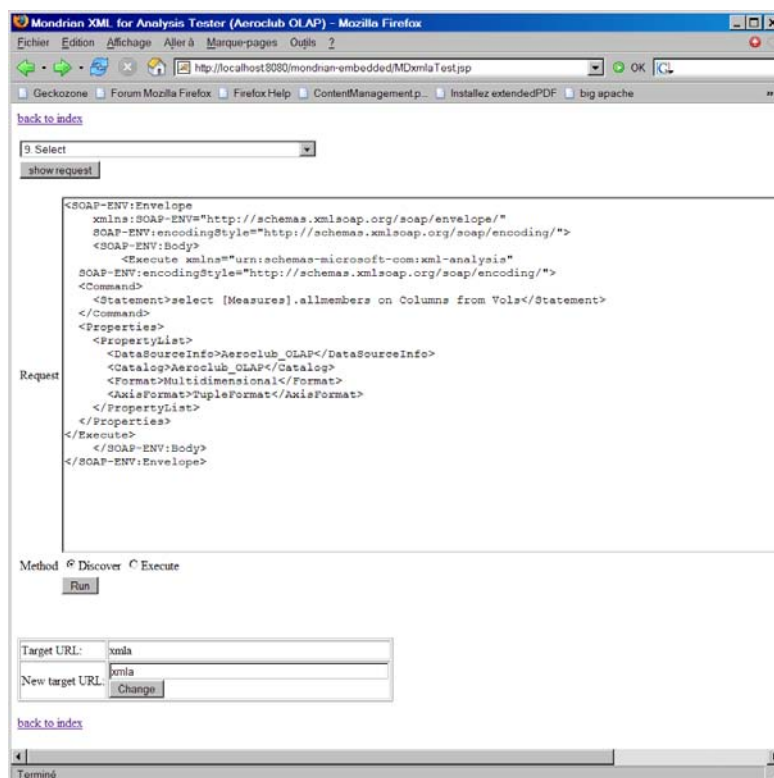 Mondrian XML for Analysis Tester (Aeroclub OLAP) - Mozilla Firefox
Fichier Edition Affichage Aller à Marque-pages Outils ?
http://localhost:8080/mondrian-embedded/MDxmlaTest.jsp OK
Geckozone Forum Mozilla Firefox Firefox Help ContentManagement.p... Installez extendedPDF big apache
back to index
9. Select
show request
<SOAP-ENV:Envelope
xmlns:SOAP-ENV="http://schemas.xmlsoap.org/soap/envelope/"
SOAP-ENV:encodingStyle="http://schemas.xmlsoap.org/soap/encoding/">
<SOAP-ENV:Body>
<Execute xmlns="urn:schemas-microsoft-com:xml-analysis"
SOAP-ENV:encodingStyle="http://schemas.xmlsoap.org/soap/encoding/">
<Command>
<Statement>select [Measures].allmembers on Columns from Vols</Statement>
</Command>
<Properties>
<PropertyList>
<DataSourceInfo>Aeroclub_OLAP</DataSourceInfo>
<Catalog>Aeroclub_OLAP</Catalog>
Request
<Format>Multidimensional</Format>
<AxisFormat>TupleFormat</AxisFormat>
</PropertyList>
</Properties>
</Execute>
</SOAP-ENV:Body>
</SOAP-ENV:Envelope>
Method Discover Execute
Run
Target URL: xmla
New target URL: xmla
Change
back to index
Terminé